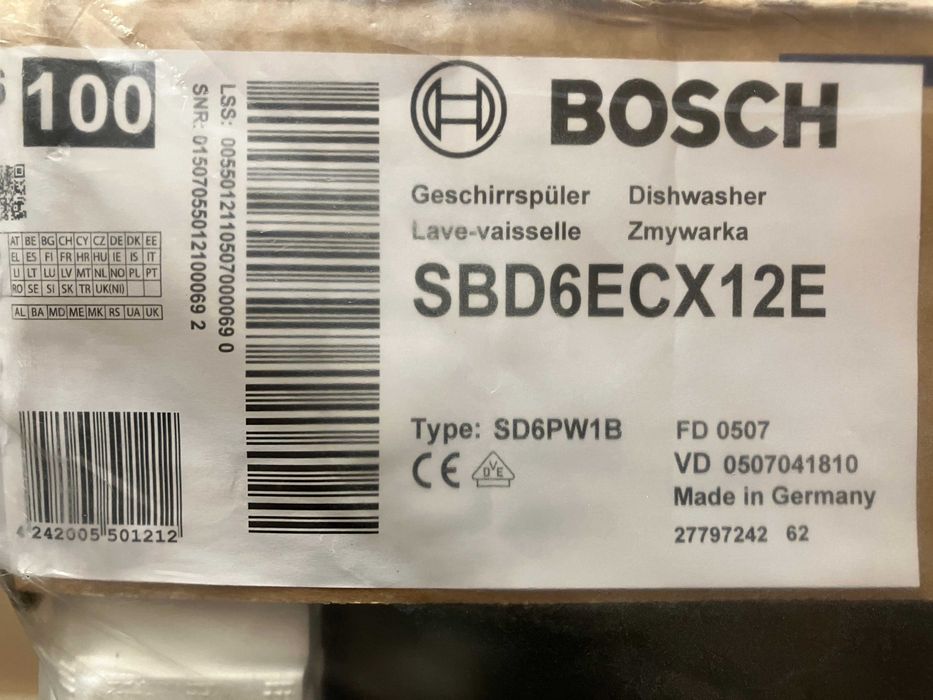 100
BOSCH
Geschirrspüler Dishwasher
Lave-vaisselle Zmywarka
SBD6ECX12E
Type: SD6PW1B
FD 0507
VD 0507041810
Made in Germany
27797242 62
CE
VDE
LSS: 005501211050700000069 0
SNR: 015070550121000069 2
AT BE BG CH CY CZ DE DK EE
EL ES FI FR HR HU IE IS IT
LI LT LU LV MT NL NO PL PT
RO SE SI SK TR UK(NI)
AL BA MD ME MK RS UA UK
4 242005 501212